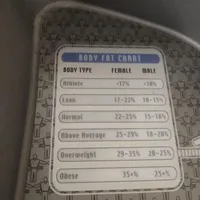 BODY FAT CHART
BODY TYPE FEMALE MALE
Athlete <17% <10%
Lean 17-22% 10-15%
Normal 22-25% 15-18%
Above Average 25-29% 18-20%
Overweight 29-35% 20-25%
Obese 35+% 25+%